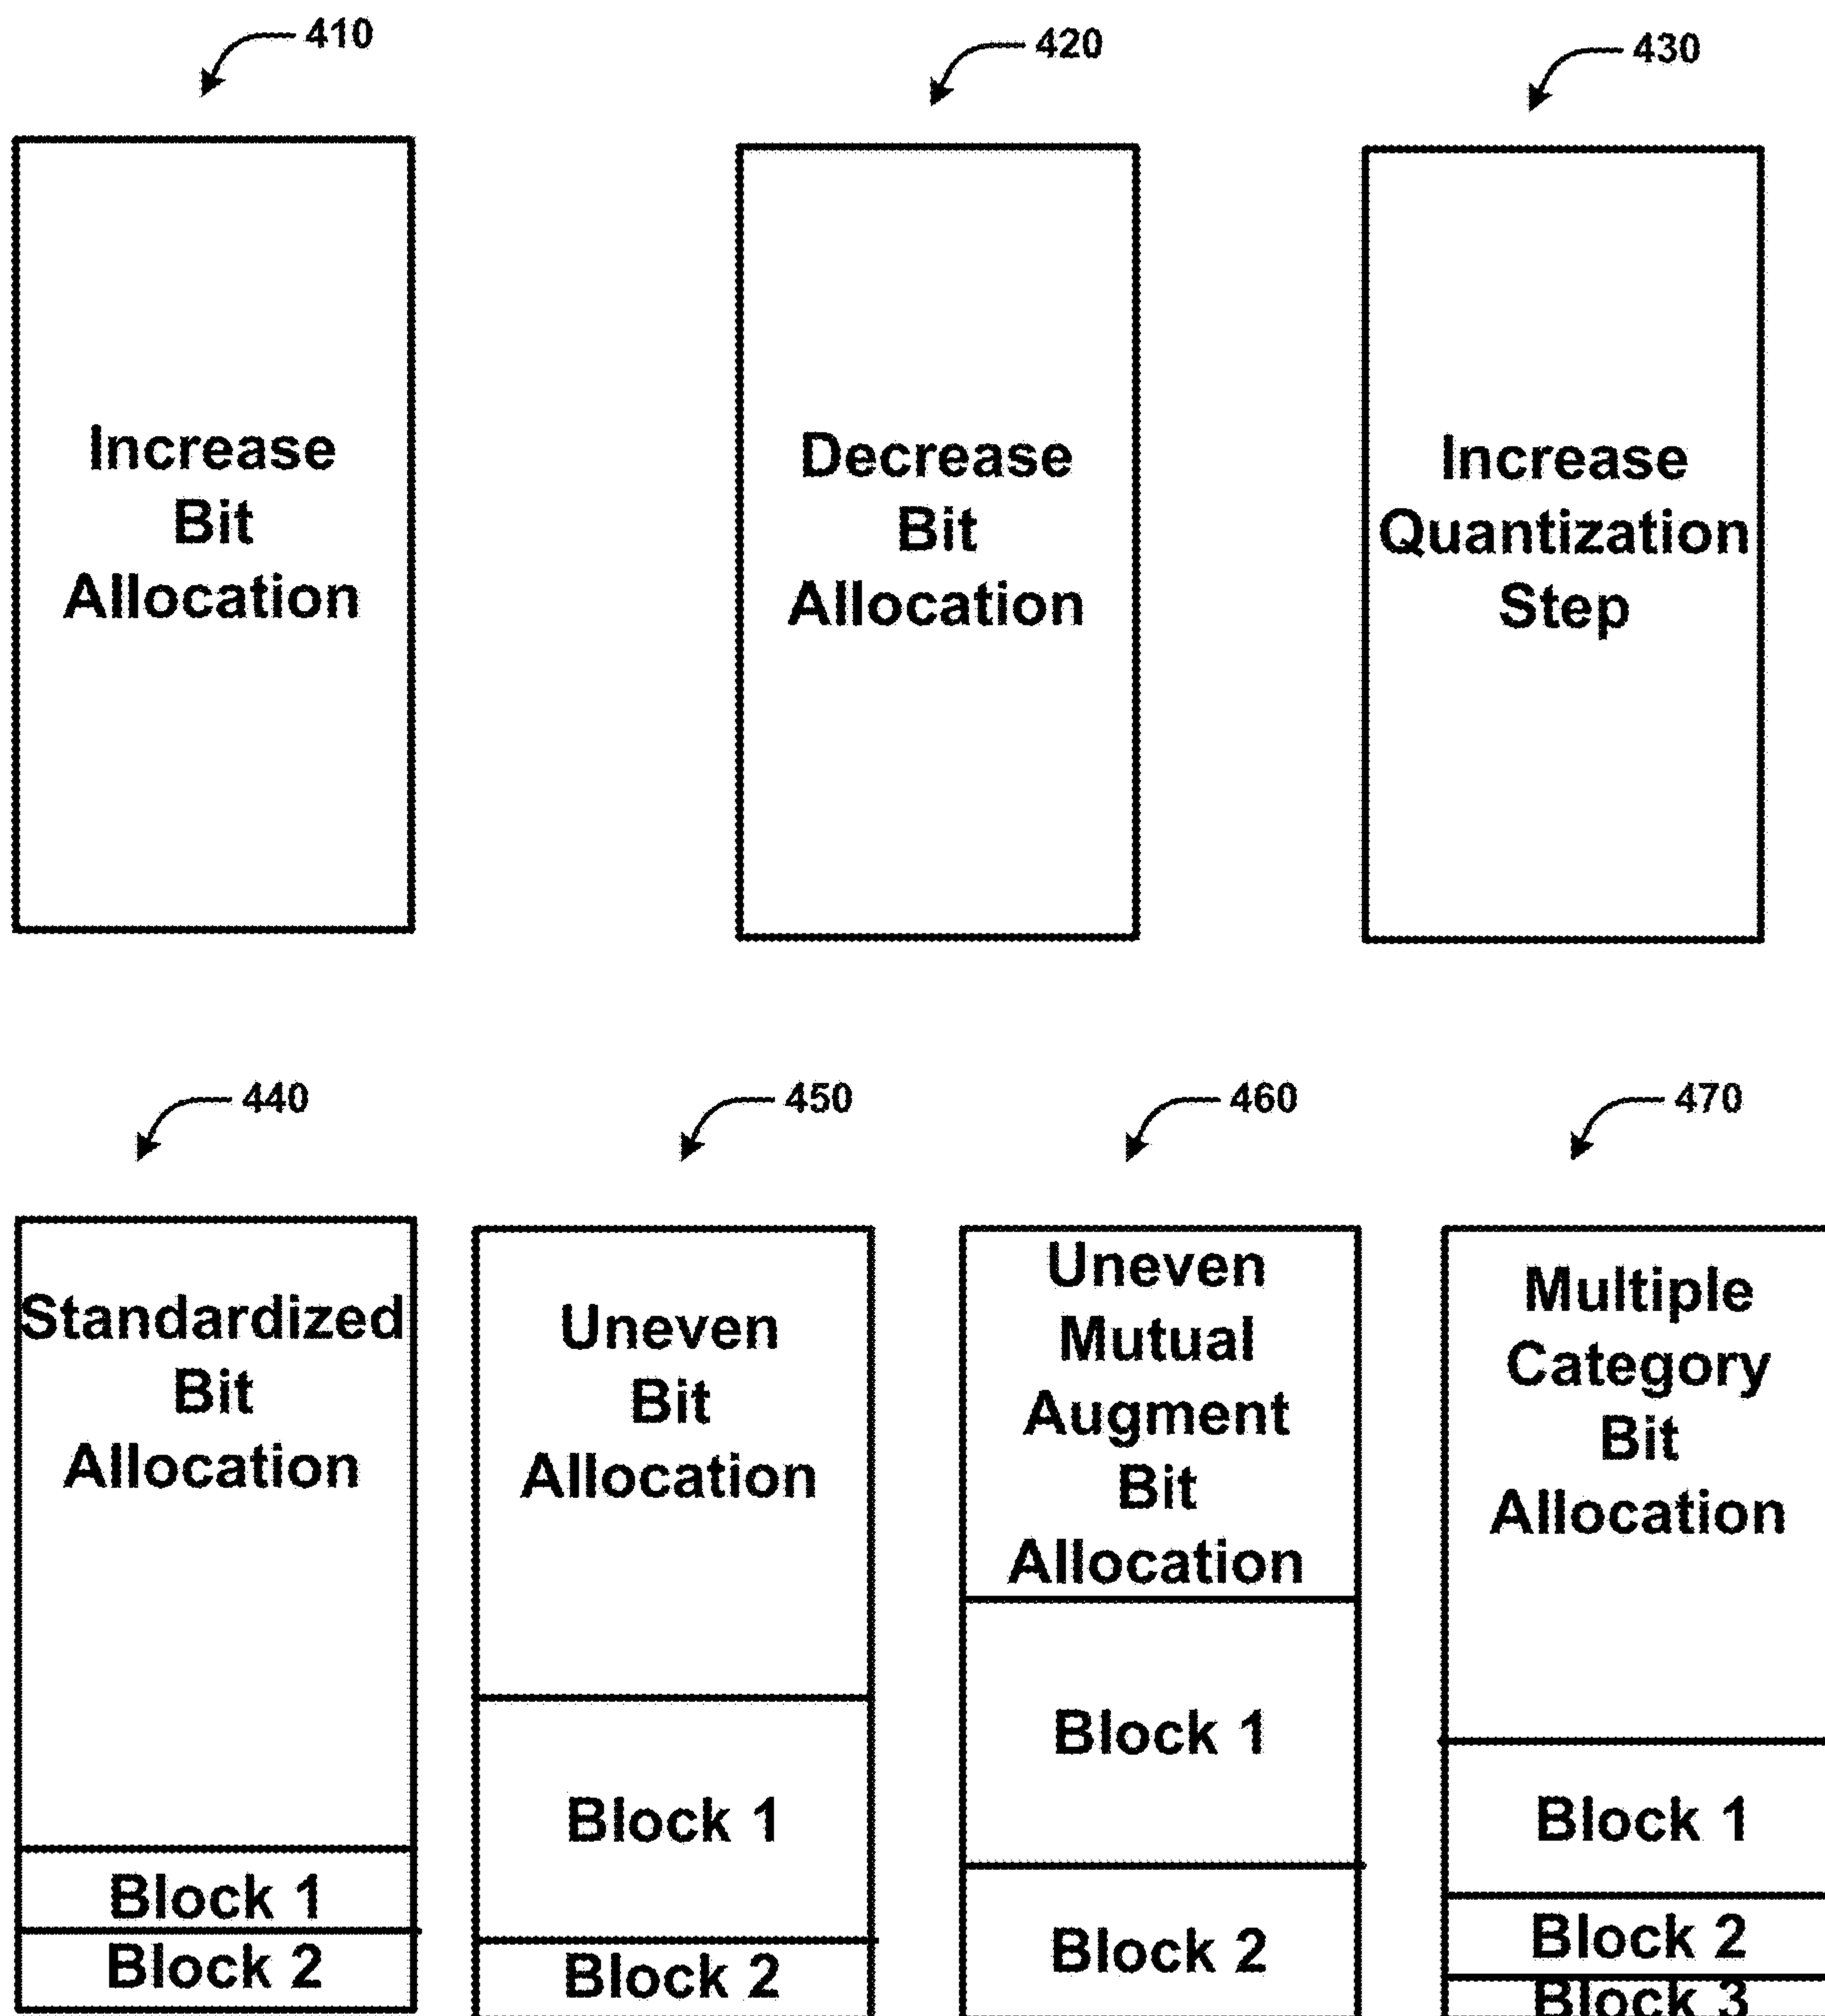 410
420
430
Increase
Bit
Allocation
Decrease
Bit
Allocation
Increase
Quantization
Step
440
450
460
470
Standardized
Bit
Allocation
Block 1
Block 2
Uneven
Bit
Allocation
Block 1
Block 2
Uneven
Mutual
Augment
Bit
Allocation
Block 1
Block 2
Multiple
Category
Bit
Allocation
Block 1
Block 2
Block 3